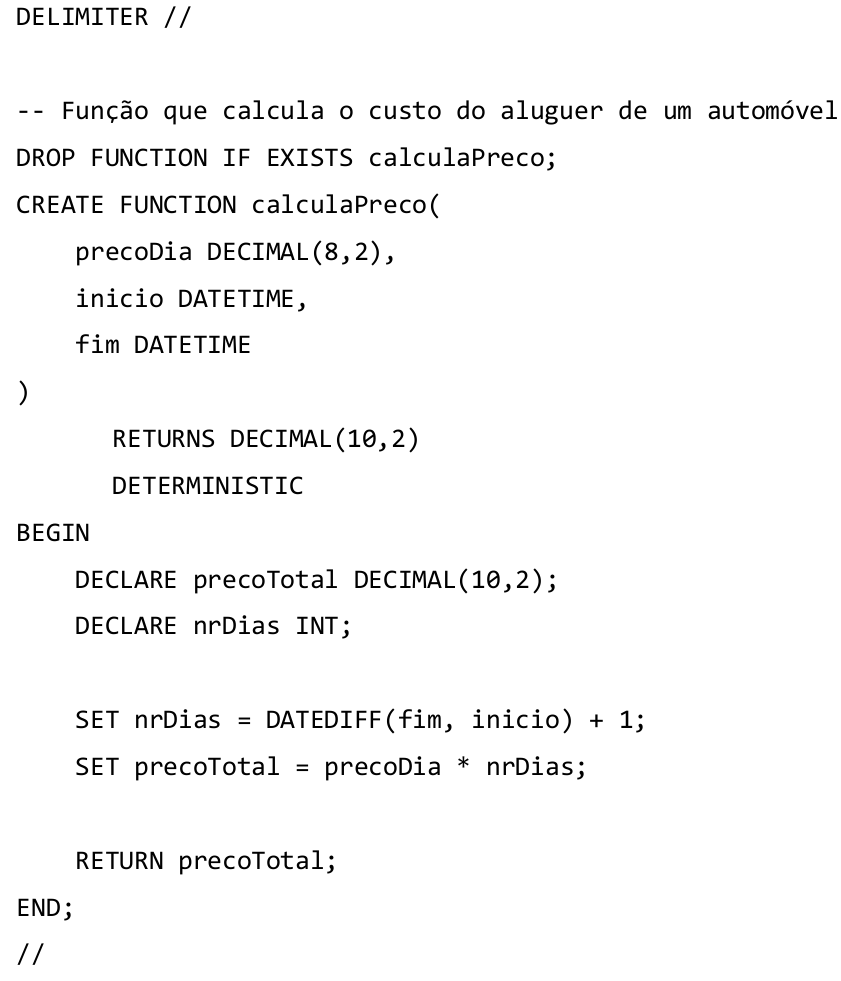 DELIMITER //
-- Função que calcula o custo do aluguer de um automóvel
DROP FUNCTION IF EXISTS calculaPreco;
CREATE FUNCTION calculaPreco(
precoDia DECIMAL(8,2),
inicio DATETIME,
fim DATETIME
)
RETURNS DECIMAL(10,2)
DETERMINISTIC
BEGIN
DECLARE precoTotal DECIMAL(10,2);
DECLARE nrDias INT;
SET nrDias = DATEDIFF(fim, inicio) + 1;
SET precoTotal = precoDia * nrDias;
RETURN precoTotal;
END;
//